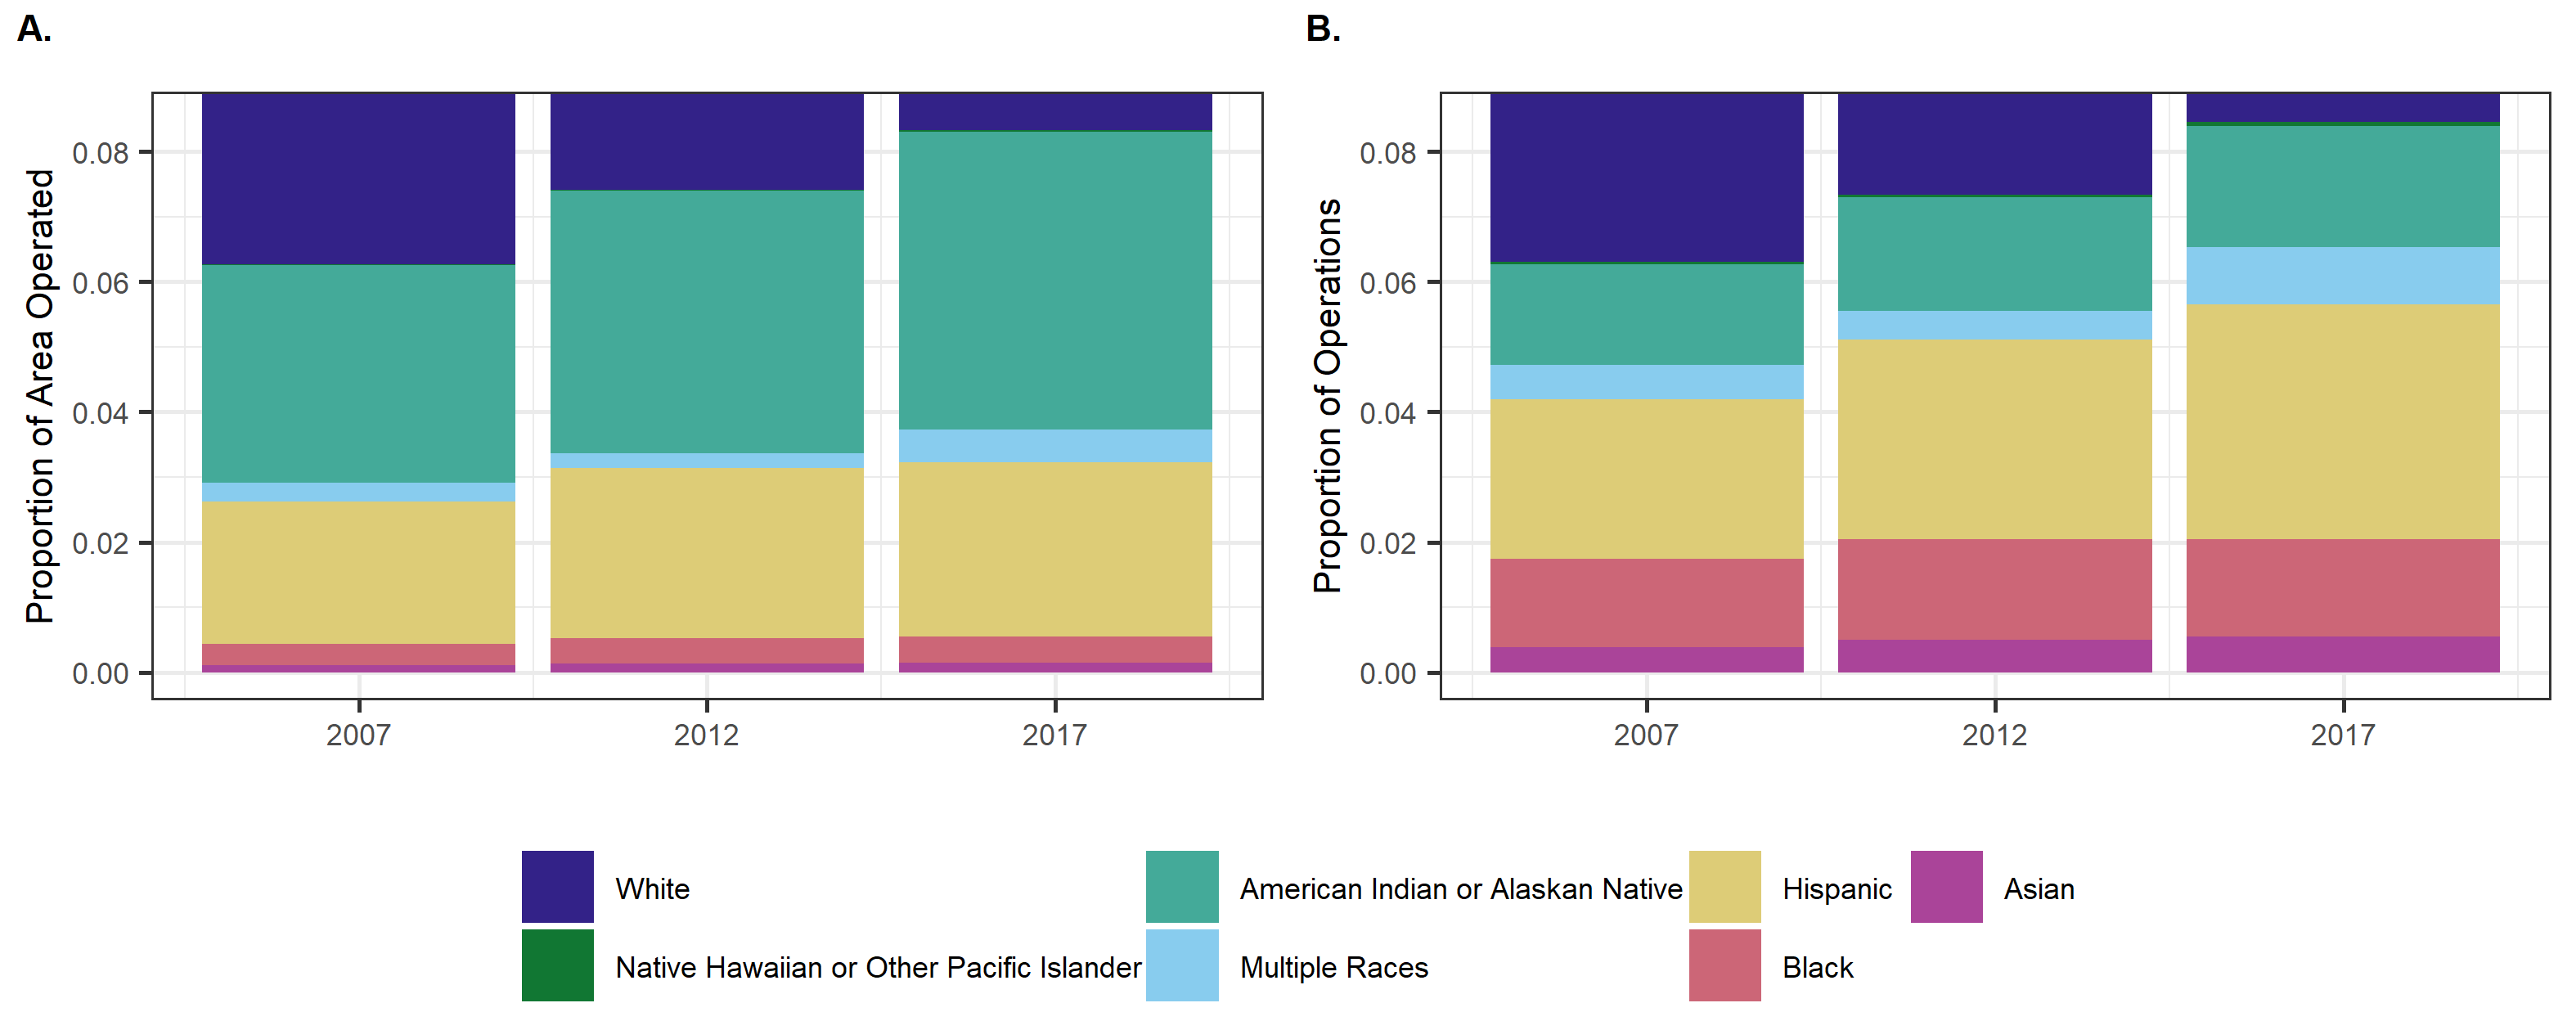 A.
B.
Proportion of Area Operated
0.08
0.06
0.04
0.02
0.00
2007 2012 2017
Proportion of Operations
0.08
0.06
0.04
0.02
0.00
2007 2012 2017
White
American Indian or Alaskan Native
Hispanic
Asian
Native Hawaiian or Other Pacific Islander
Multiple Races
Black